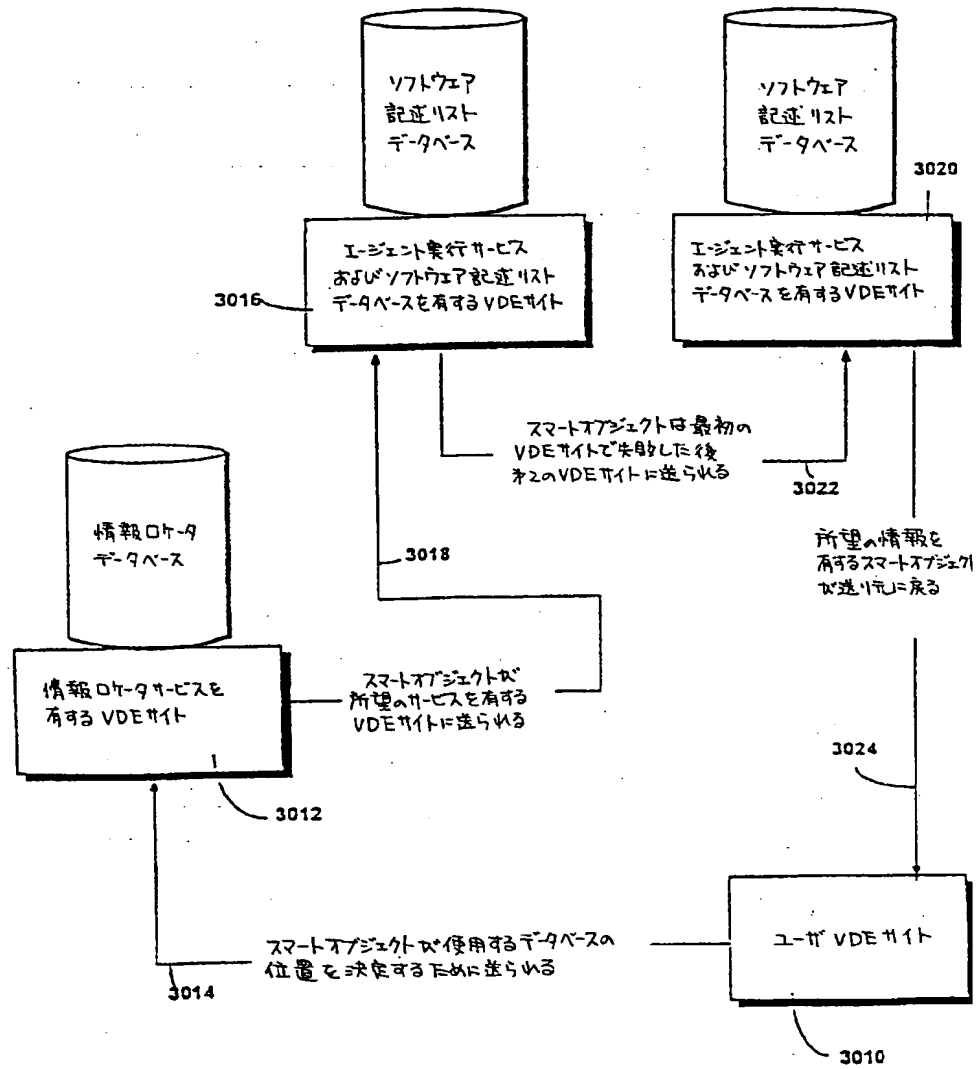 ソフトウェア
記述リスト
データベース
ソフトウェア
記述リスト
データベース
3020
エージェント実行サービス
およびソフトウェア記述リスト
データベースを有するVDEサイト
エージェント実行サービス
およびソフトウェア記述リスト
データベースを有するVDEサイト
3016
スマートオブジェクトは最初の
VDEサイトで失敗した後
第2のVDEサイトに送られる
3022
情報ロケータ
データベース
3018
所望の情報を
有するスマートオブジェクト
が送り元に戻る
情報ロケータサービスを
有するVDEサイト
スマートオブジェクトが
所望のサービスを有する
VDEサイトに送られる
3024
3012
スマートオブジェクトが使用するデータベースの
位置を決定するために送られる
3014
ユーザVDEサイト
3010